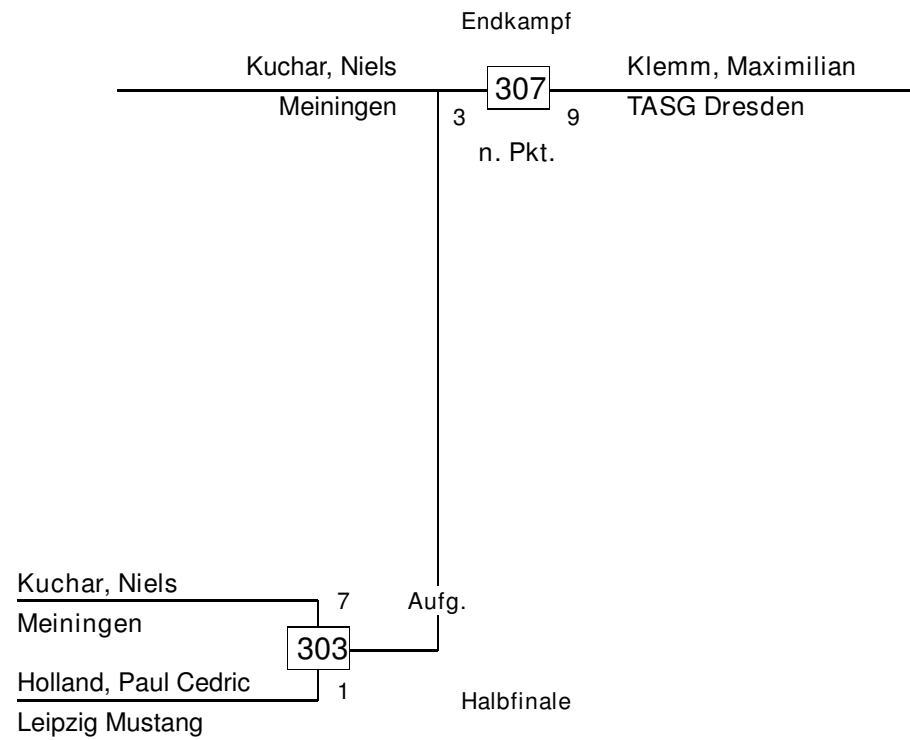 Endkampf
Kuchar, Niels
Klemm, Maximilian
307
Meiningen
TASG Dresden
3
9
n. Pkt.
Kuchar, Niels
7
Aufg.
Meiningen
303
Holland, Paul Cedric
1
Halbfinale
Leipzig Mustang